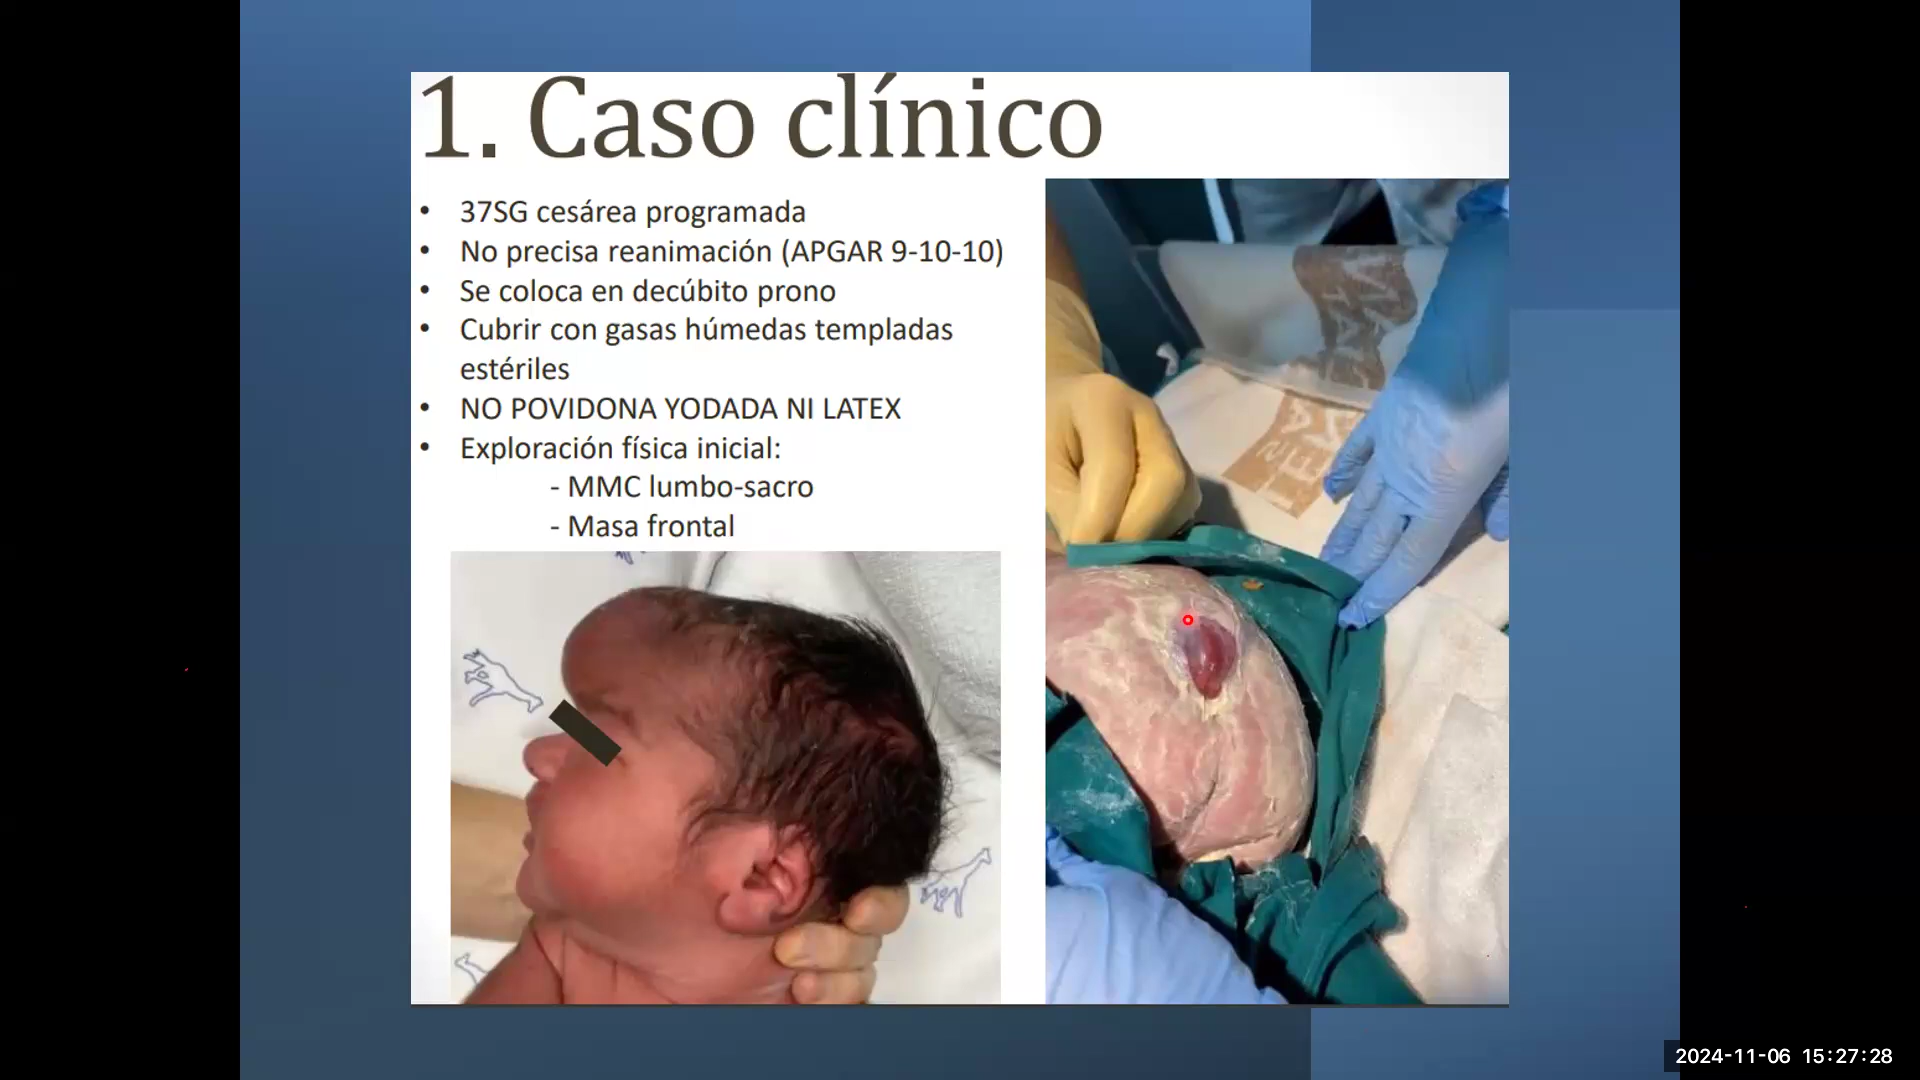 1. Caso clínico
• 37SG cesárea programada
• No precisa reanimación (APGAR 9-10-10)
• Se coloca en decúbito prono
• Cubrir con gasas húmedas templadas
estériles
• NO POVIDONA YODADA NI LATEX
• Exploración física inicial:
- MMC lumbo-sacro
- Masa frontal
2024-11-06 15:27:28